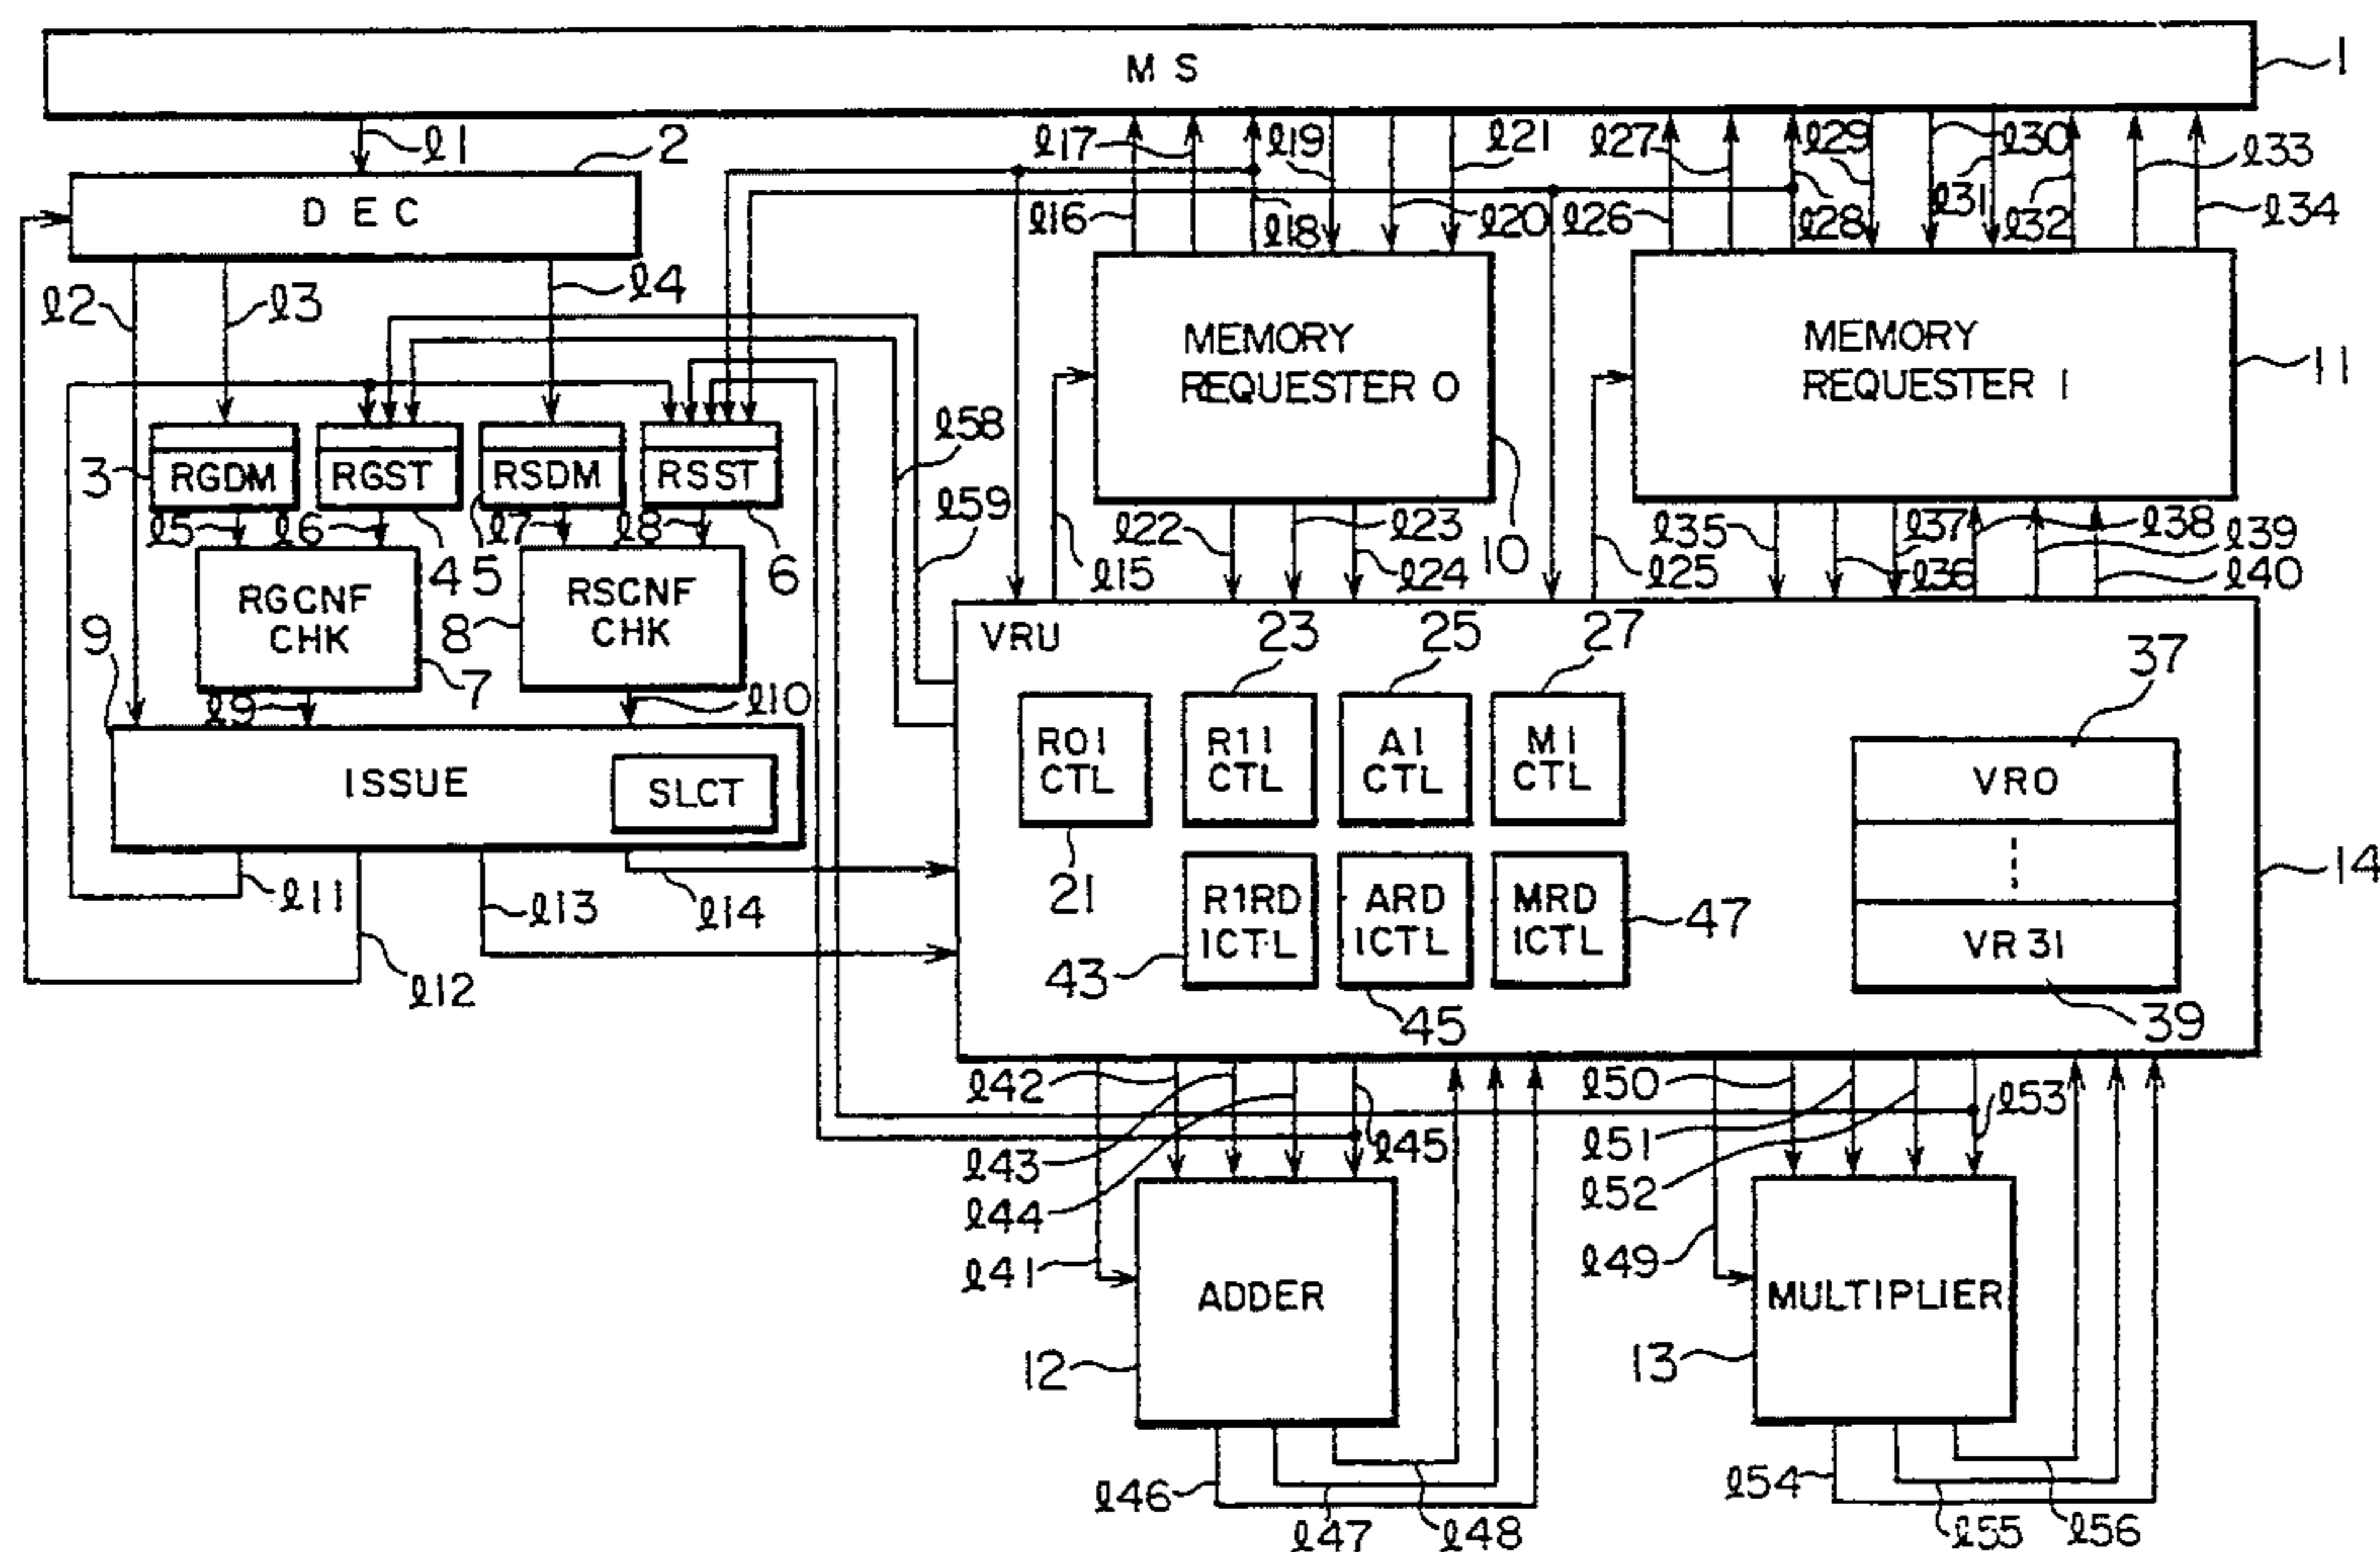 MS
1
ℓ1
2
DEC
ℓ17
ℓ19
ℓ21
ℓ27
ℓ29
ℓ30
ℓ33
ℓ16
ℓ18
ℓ20
ℓ26
ℓ28
ℓ31
ℓ32
ℓ34
ℓ2
ℓ3
ℓ4
MEMORY
REQUESTER 0
MEMORY
REQUESTER 1
11
3
RGDM
RGST
RSDM
RSST
ℓ58
ℓ59
ℓ5
ℓ6
ℓ7
ℓ8
4
5
6
ℓ15
ℓ22
ℓ23
ℓ24
10
ℓ25
ℓ35
ℓ36
ℓ37
ℓ38
ℓ39
ℓ40
9
RGCNF
CHK
7
8
RSCNF
CHK
ℓ9
ℓ10
ISSUE
SLCT
ℓ11
ℓ12
ℓ13
ℓ14
VRU
23
25
27
37
R01
CTL
R11
CTL
A1
CTL
M1
CTL
VR0
21
R1RD
1CTL
ARD
1CTL
MRD
1CTL
47
VR31
14
43
45
39
ℓ42
ℓ43
ℓ44
ℓ45
ℓ41
ℓ50
ℓ51
ℓ52
ℓ53
ℓ49
ADDER
12
MULTIPLIER
13
ℓ46
ℓ47
ℓ48
ℓ54
ℓ55
ℓ56